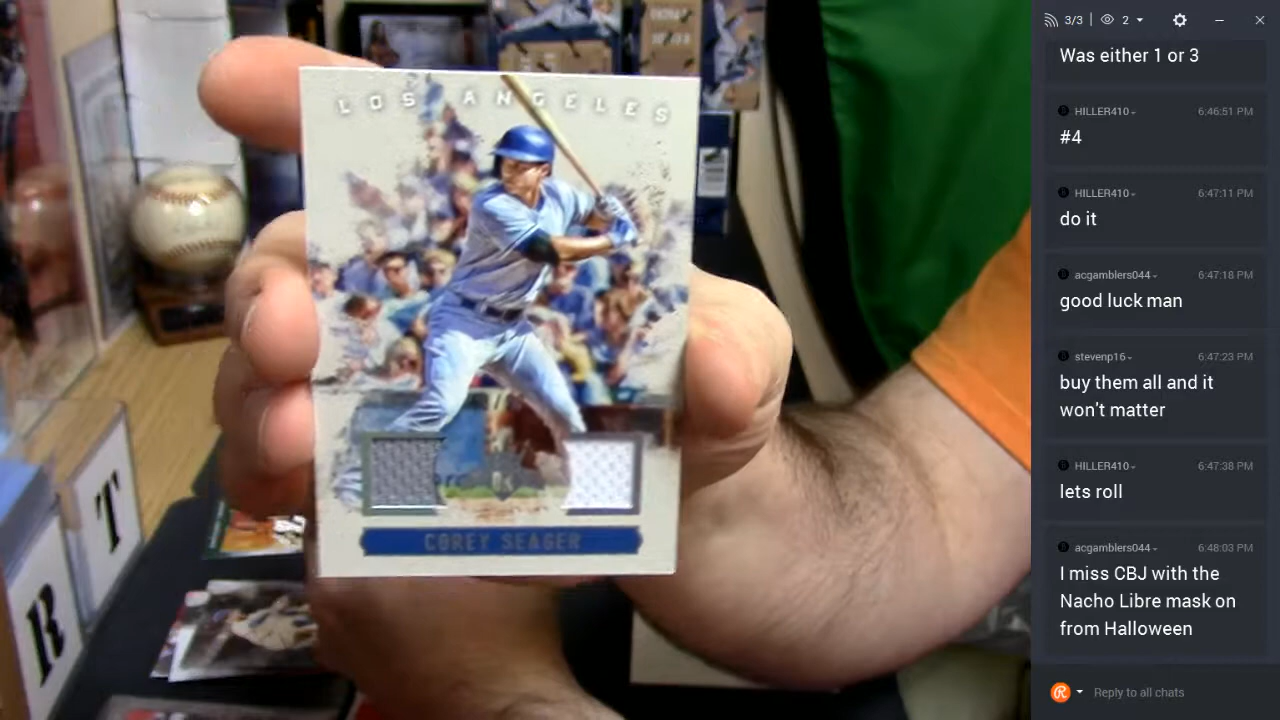 LOS ANGELES
COREY SEAGER
T
R
3/3
2
Was either 1 or 3
HILLER410
6:46:51 PM
#4
HILLER410
6:47:11 PM
do it
acgamblers044
6:47:18 PM
good luck man
stevenp16
6:47:23 PM
buy them all and it
won't matter
HILLER410
6:47:38 PM
lets roll
acgamblers044
6:48:03 PM
I miss CBJ with the
Nacho Libre mask on
from Halloween
Reply to all chats